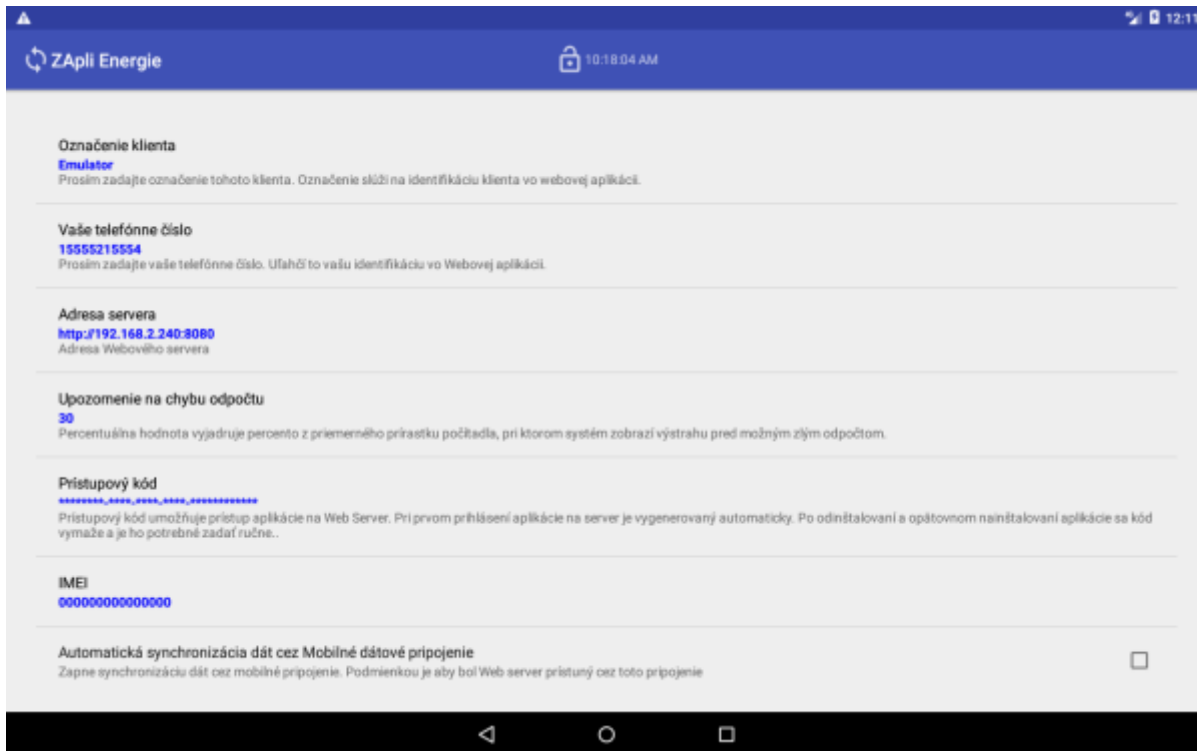 12:11
ZApli Energie
10:18:04 AM
Označenie klienta
Emulator
Prosím zadajte označenie tohoto klienta. Označenie slúži na identifikáciu klienta vo webovej aplikácií.
Vaše telefónne číslo
15555215554
Prosím zadajte vaše telefónne číslo. Uľahčí to vašu identifikáciu vo Webovej aplikácií.
Adresa servera
http://192.168.2.240:8080
Adresa Webového servera
Upozornenie na chybu odpočtu
30
Percentuálna hodnota vyjadruje percento z priemerného prírastku počítadla, pri ktorom systém zobrazí výstrahu pred možným zlým odpočtom.
Prístupový kód
********-****-****-****-************
Prístupový kód umožňuje prístup aplikácie na Web Server. Pri prvom prihlásení aplikácie na server je vygenerovaný automaticky. Po odinštalovaní a opätovnom nainštalovaní aplikácie sa kód
vymaže a je ho potrebné zadať ručne..
IMEI
000000000000000
Automatická synchronizácia dát cez Mobilné dátové pripojenie
Zapne synchronizáciu dát cez mobilné pripojenie. Podmienkou je aby bol Web server prístuný cez toto pripojenie